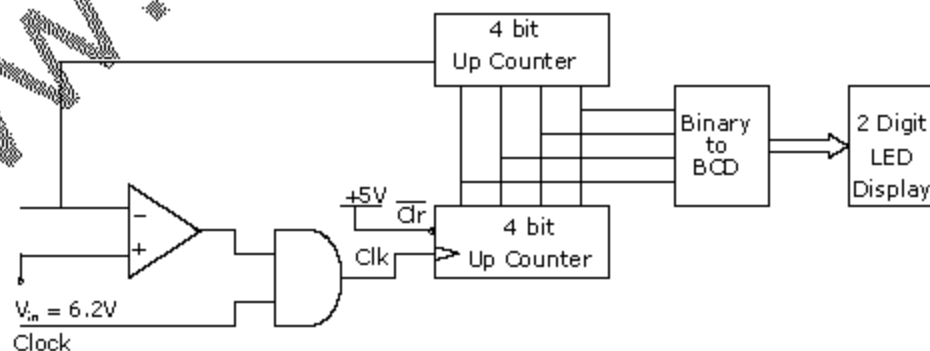 4 bit
Up Counter
Binary
to
BCD
2 Digit
LED
Display
+5V
Clr
4 bit
Up Counter
Clk
−
+
Vin = 6.2V
Clock